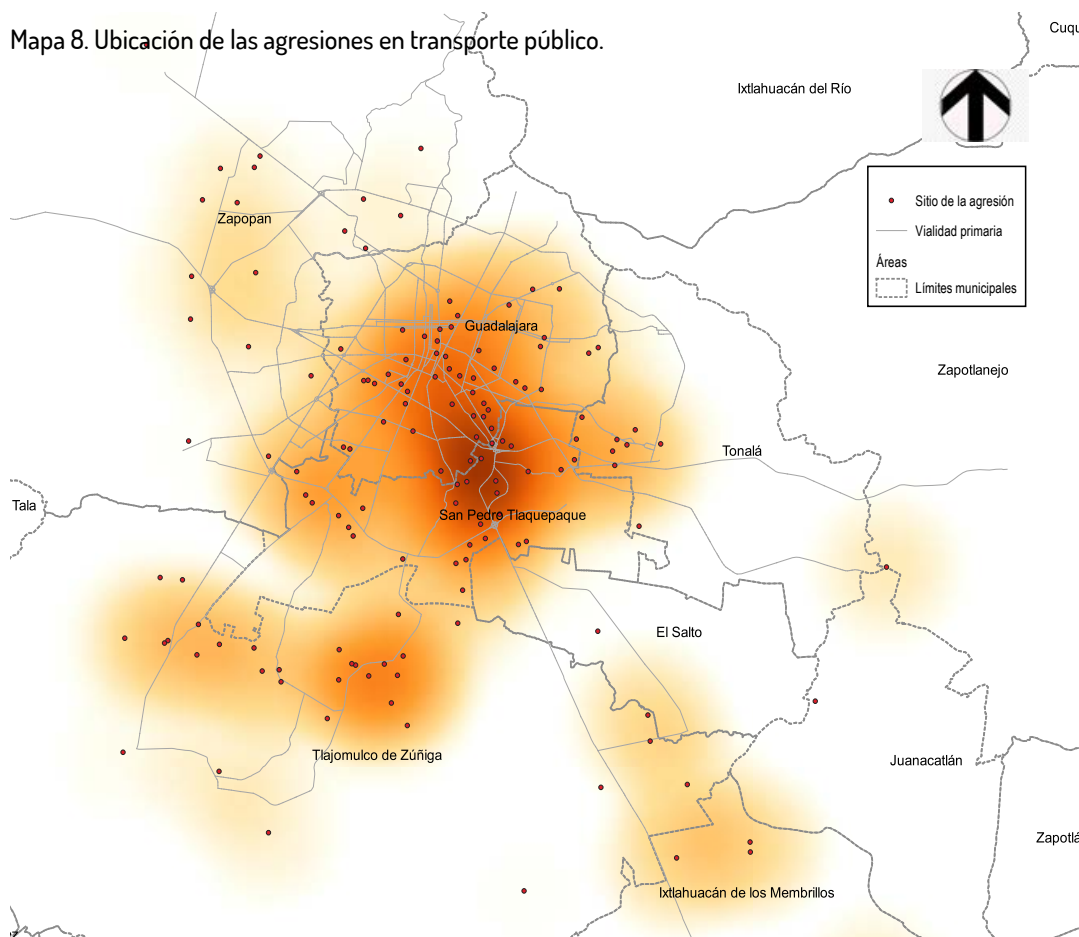 Mapa 8. Ubicación de las agresiones en transporte público.
Cuqu
Ixtlahuacán del Río
Sitio de la agresión
Vialidad primaria
Áreas
Límites municipales
Zapopan
Guadalajara
Zapotlanejo
Tonalá
Tala
San Pedro Tlaquepaque
El Salto
Tlajomulco de Zúñiga
Juanacatlán
Zapotlá
Ixtlahuacán de los Membrillos